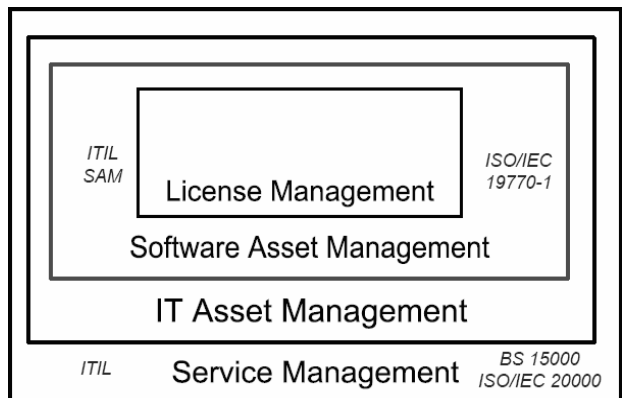 ITIL
SAM
ISO/IEC
19770-1
License Management
Software Asset Management
IT Asset Management
ITIL
Service Management
BS 15000
ISO/IEC 20000